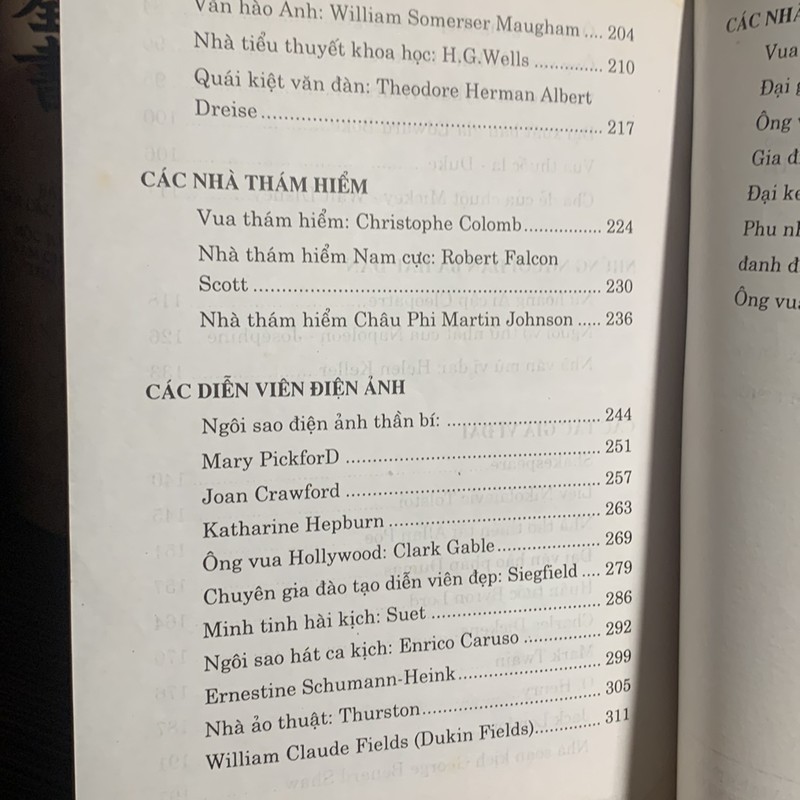 Văn hào Anh: William Somerser Maugham .... 204
Nhà tiểu thuyết khoa học: H.G.Wells .............. 210
Quái kiệt văn đàn: Theodore Herman Albert
Dreise ............................................................ 217
CÁC NHÀ THÁM HIỂM
Vua thám hiểm: Christophe Colomb................ 224
Nhà thám hiểm Nam cực: Robert Falcon
Scott .............................................................. 230
Nhà thám hiểm Châu Phi Martin Johnson ..... 236
CÁC DIỄN VIÊN ĐIỆN ẢNH
Ngôi sao điện ảnh thần bí: ............................. 244
Mary PickforD ................................................ 251
Joan Crawford ................................................ 257
Katharine Hepburn ........................................ 263
Ông vua Hollywood: Clark Gable.................... 269
Chuyên gia đào tạo diễn viên đẹp: Siegfield .... 279
Minh tinh hài kịch: Suet ................................ 286
Ngôi sao hát ca kịch: Enrico Caruso ............... 292
Ernestine Schumann-Heink............................ 299
Nhà ảo thuật: Thurston................................... 305
William Claude Fields (Dukin Fields)............. 311
CÁC NHÀ
Vua
Đại
Ông
Gia
Đại
Phu
danh
Ông vua